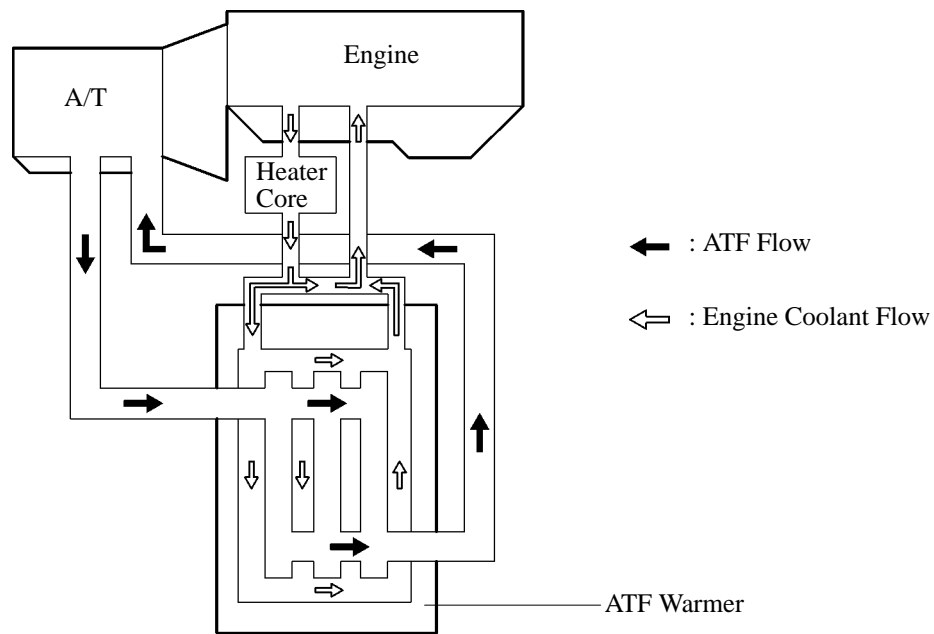 Engine
A/T
Heater
Core
: ATF Flow
: Engine Coolant Flow
ATF Warmer